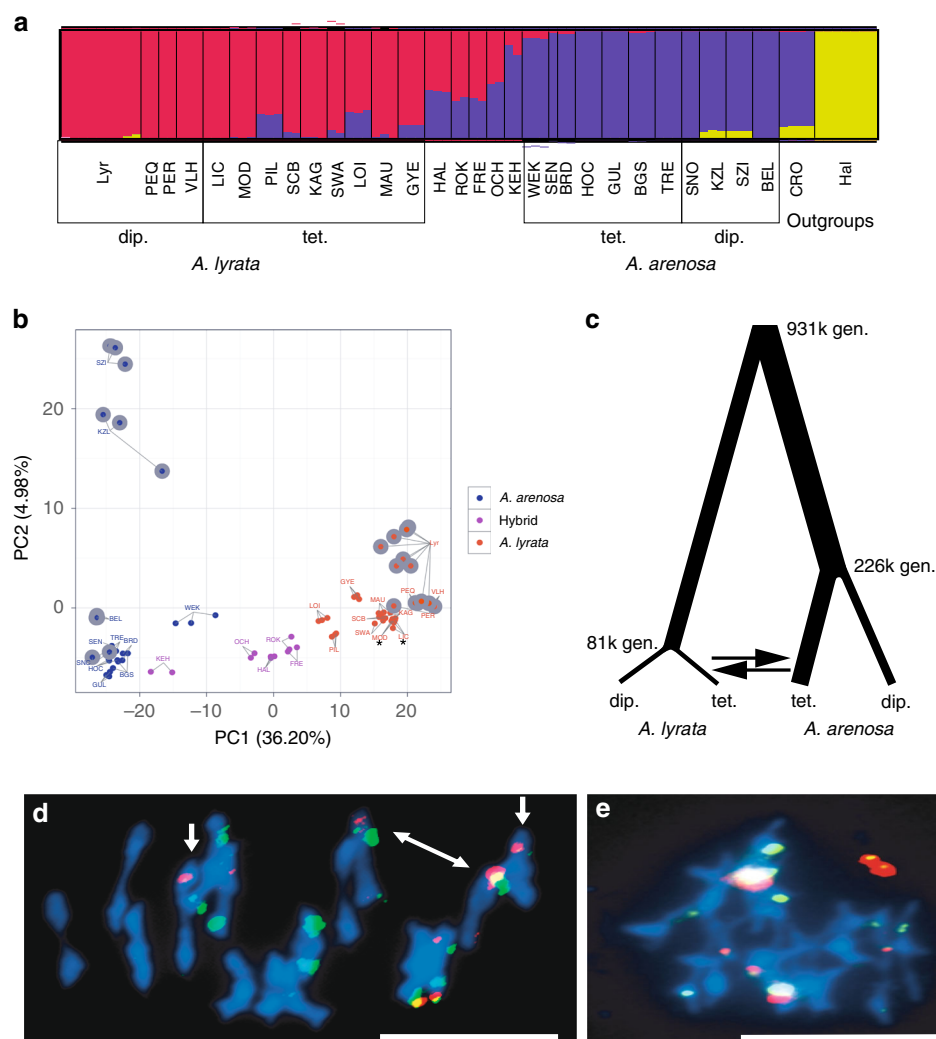 a
Lyr PEQ PER VLH LIC MOD PIL SCB KAG SWA LOI MAU GYE HAL ROK FRE OCH KEH WEK SEN BRD HOC GUL BGS TRE SNO KZL SZI BEL CRO Hal
dip. tet. tet. dip. Outgroups
A. lyrata A. arenosa
b
PC2 (4.98%)
20
10
0
SZI
KZL
BEL
WEK
SEN TRE BRD
SNO
HOC
BGS
GUL
KEH
OCH
HAL
ROK
FRE
GYE
LOI
PIL
Lyr
MAU
PEQ
VLH
SCB
KAG
PER
SWA
MOD
LIC
* *
−20 −10 0 10 20
PC1 (36.20%)
A. arenosa
Hybrid
A. lyrata
c
931k gen.
226k gen.
81k gen.
dip. tet. tet. dip.
A. lyrata A. arenosa
d
e